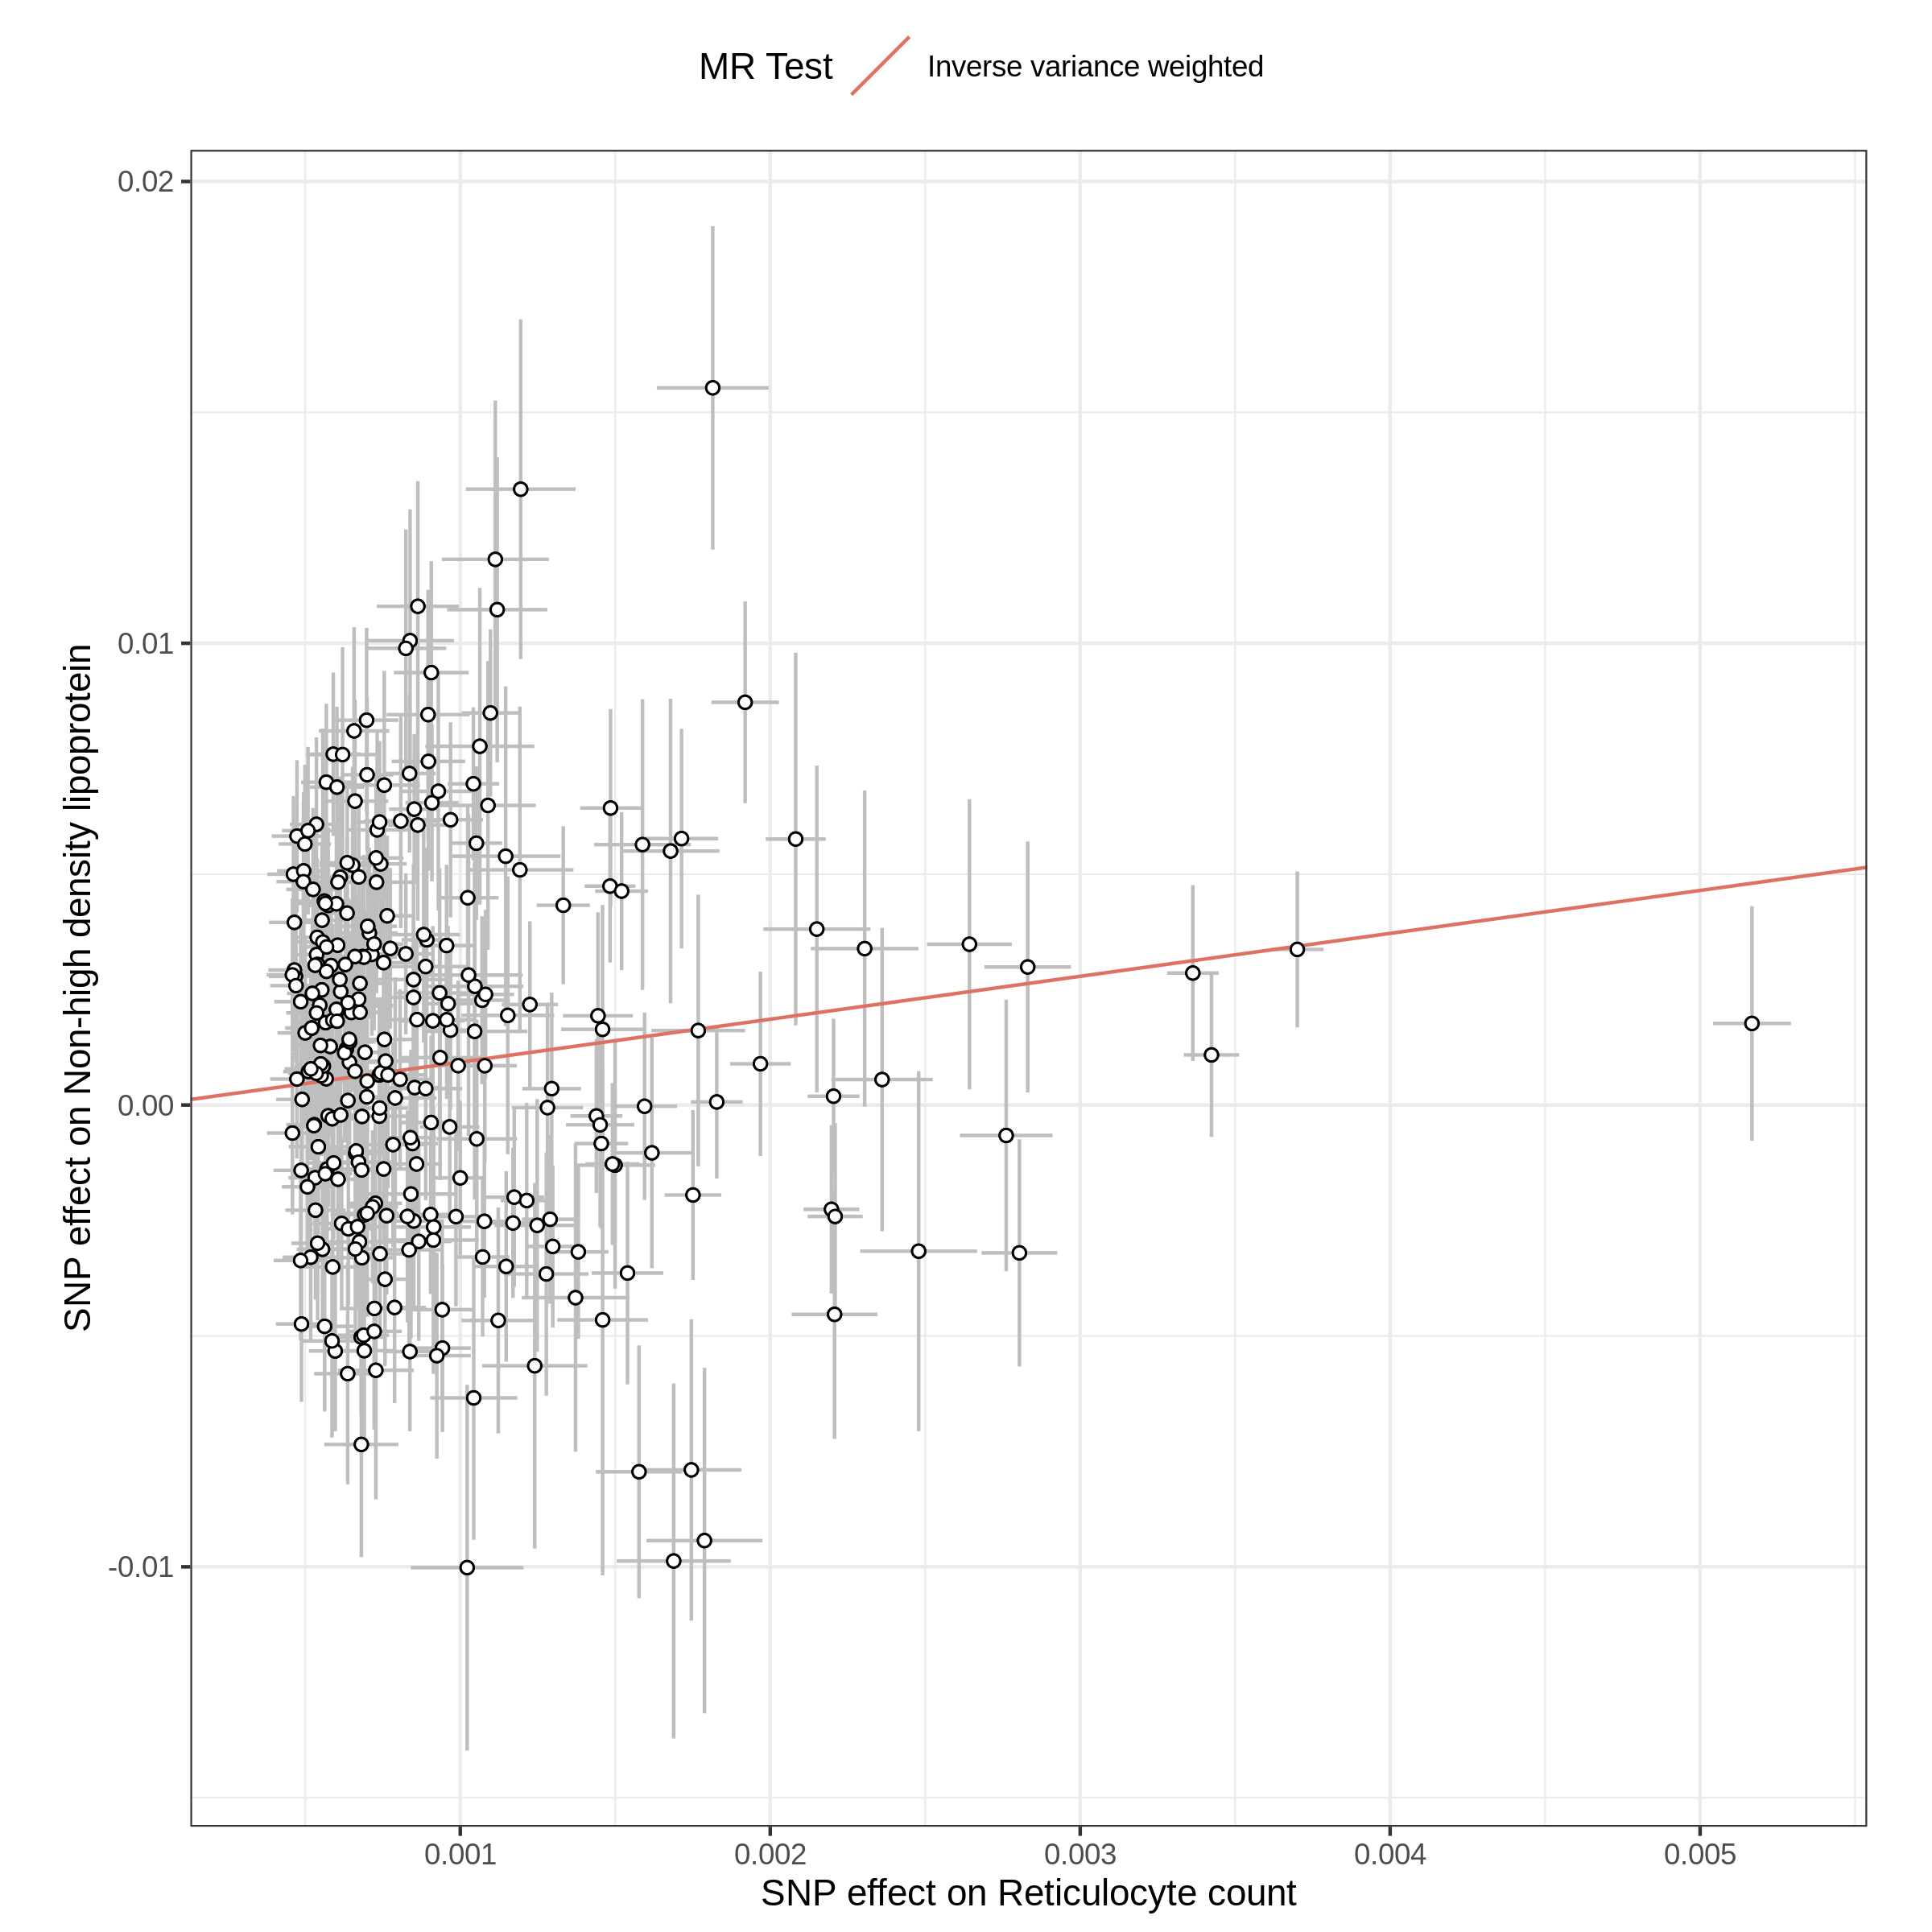 MR Test Inverse variance weighted
SNP effect on Non-high density lipoprotein
0.02
0.01
0.00
-0.01
0.001 0.002 0.003 0.004 0.005
SNP effect on Reticulocyte count